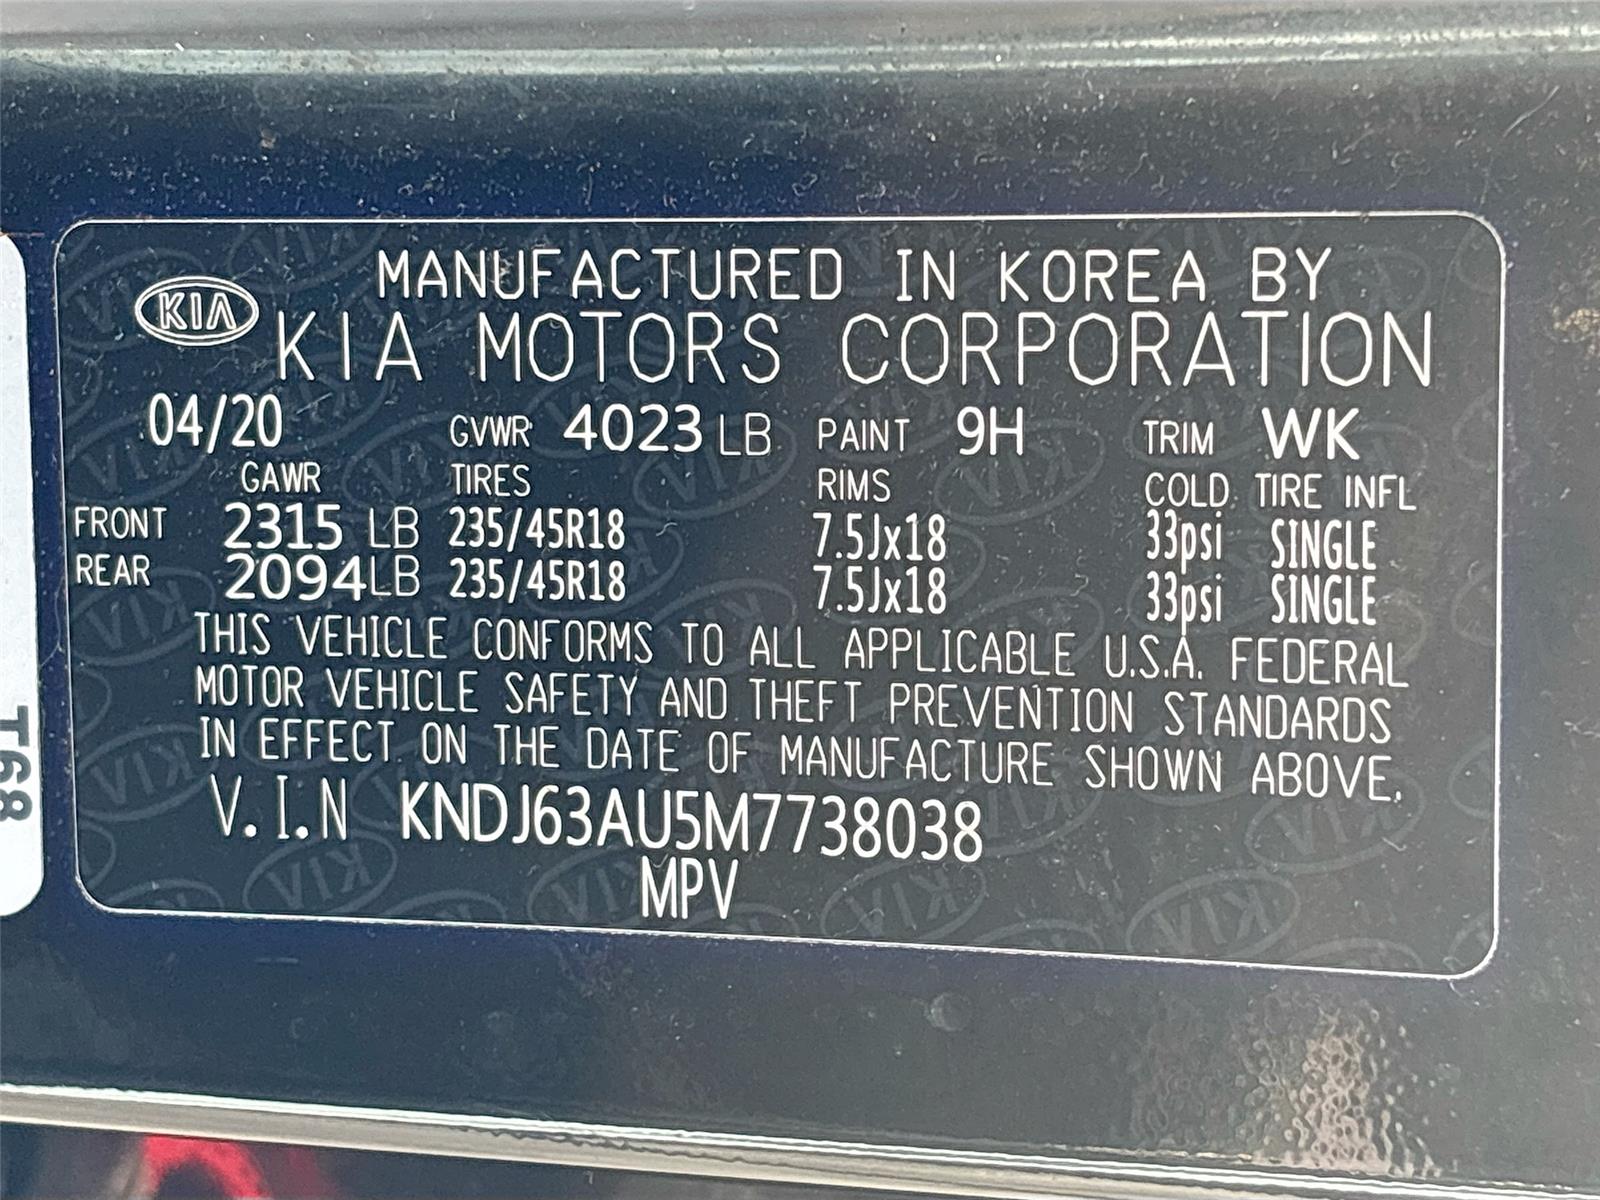 MANUFACTURED IN KOREA BY
KIA KIA MOTORS CORPORATION
04/20 GVWR 4023 LB PAINT 9H TRIM WK
GAWR TIRES RIMS COLD TIRE INFL
FRONT 2315 LB 235/45R18 7.5Jx18 33psi SINGLE
REAR 2094LB 235/45R18 7.5Jx18 33psi SINGLE
THIS VEHICLE CONFORMS TO ALL APPLICABLE U.S.A. FEDERAL
MOTOR VEHICLE SAFETY AND THEFT PREVENTION STANDARDS
IN EFFECT ON THE DATE OF MANUFACTURE SHOWN ABOVE.
V.I.N KNDJ63AU5M7738038
MPV
T68